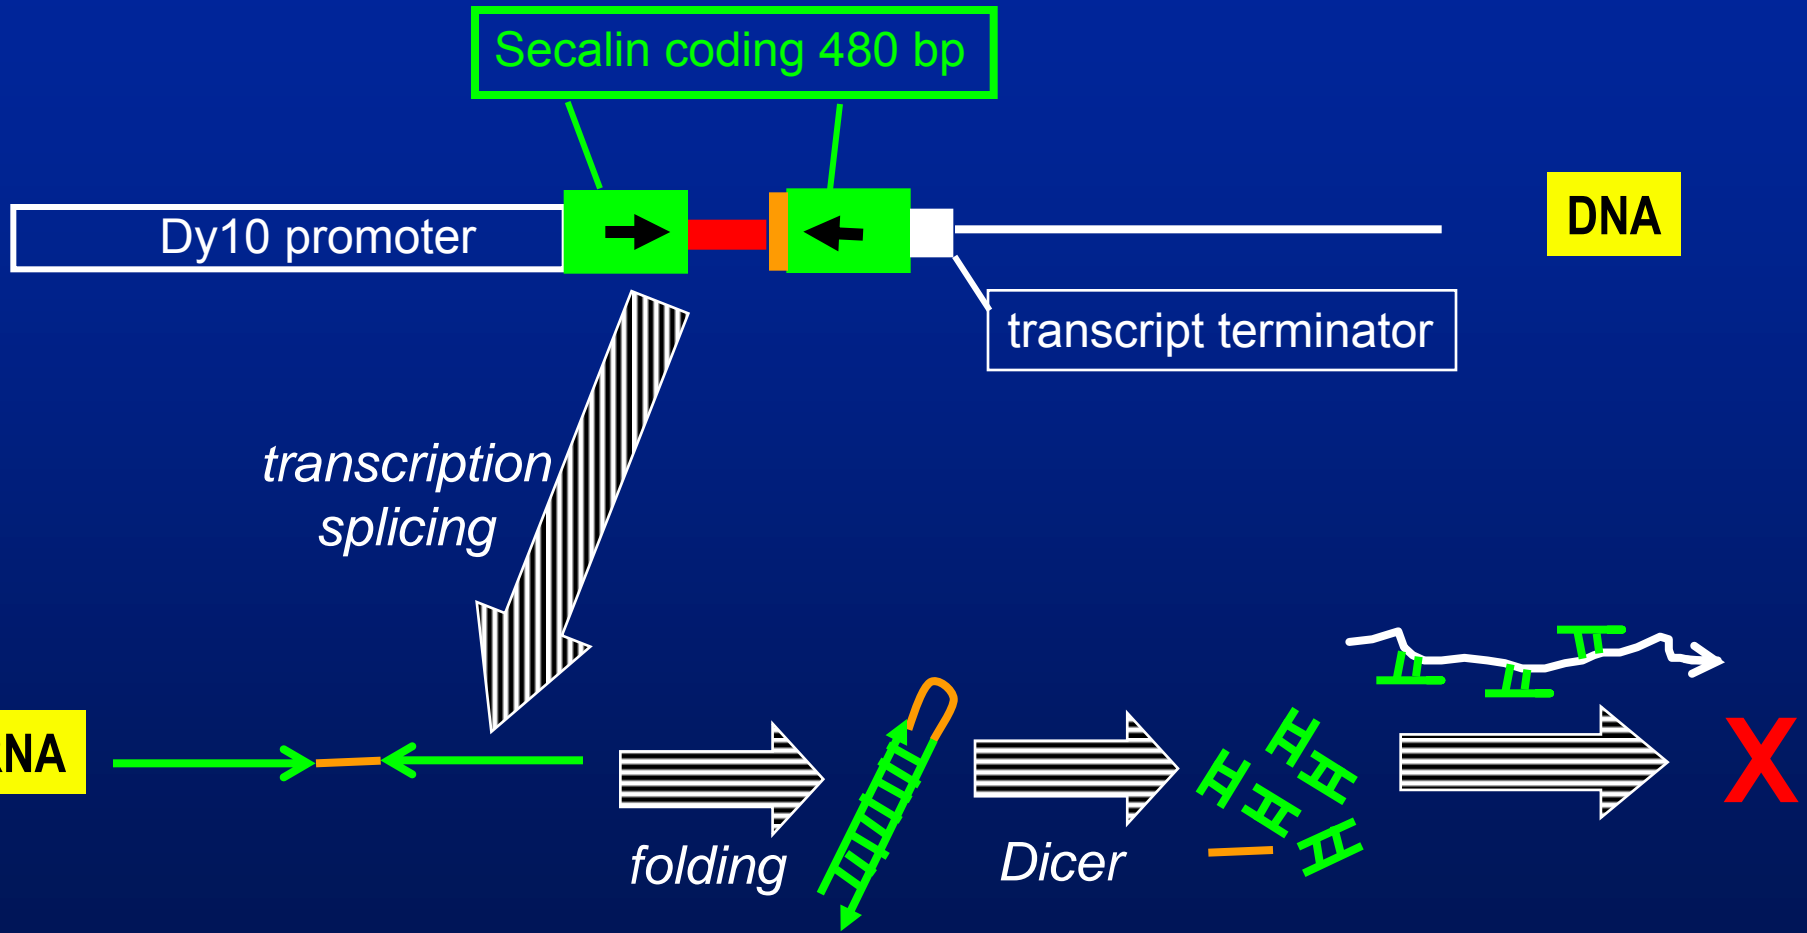 Secalin coding 480 bp
Dy10 promoter
DNA
transcript terminator
transcription
splicing
NA
folding
Dicer
X